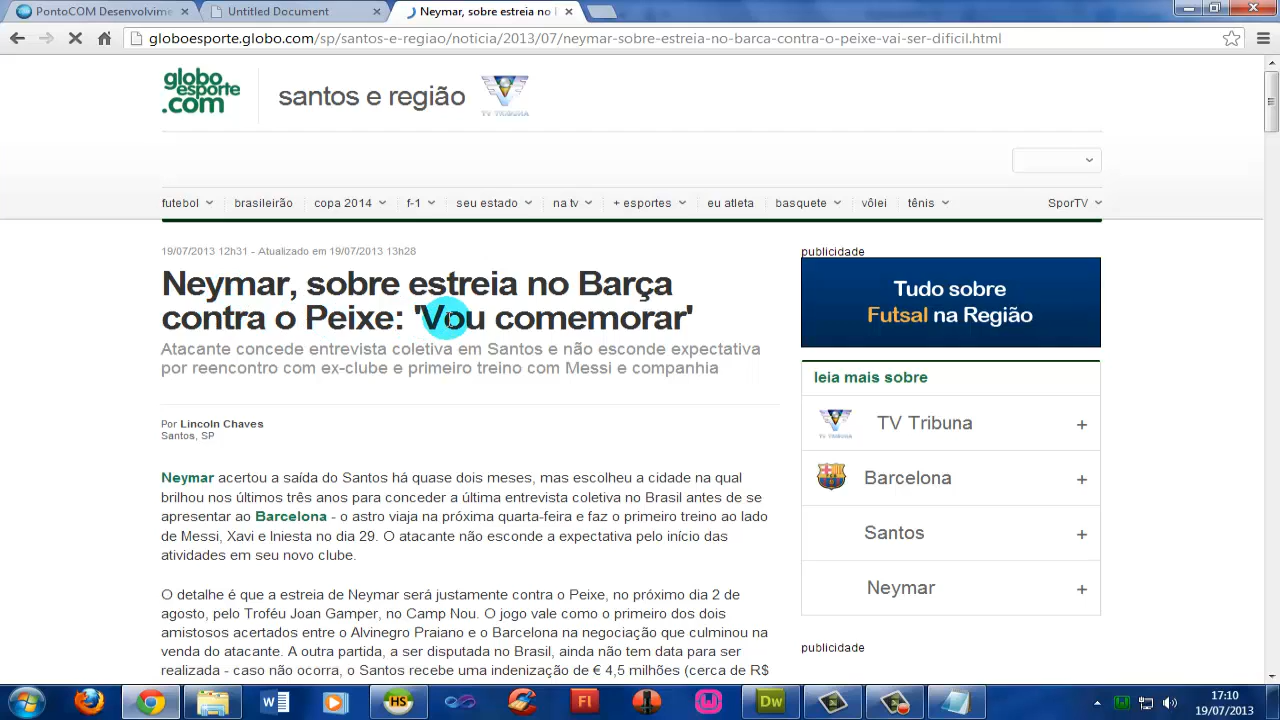 PontoCOM Desenvolvime
Untitled Document
Neymar, sobre estreia no
globoesporte.globo.com/sp/santos-e-regiao/noticia/2013/07/neymar-sobre-estreia-no-barca-contra-o-peixe-vai-ser-dificil.html
globo
esporte
.com
santos e região
TV TRIBUNA
futebol
brasileirão
copa 2014
f-1
seu estado
na tv
+ esportes
eu atleta
basquete
vôlei
tênis
SporTV
19/07/2013 12h31 - Atualizado em 19/07/2013 13h28
Neymar, sobre estreia no Barça
contra o Peixe: 'Vou comemorar'
Atacante concede entrevista coletiva em Santos e não esconde expectativa
por reencontro com ex-clube e primeiro treino com Messi e companhia
Por Lincoln Chaves
Santos, SP
Neymar acertou a saída do Santos há quase dois meses, mas escolheu a cidade na qual
brilhou nos últimos três anos para conceder a última entrevista coletiva no Brasil antes de se
apresentar ao Barcelona - o astro viaja na próxima quarta-feira e faz o primeiro treino ao lado
de Messi, Xavi e Iniesta no dia 29. O atacante não esconde a expectativa pelo início das
atividades em seu novo clube.
O detalhe é que a estreia de Neymar será justamente contra o Peixe, no próximo dia 2 de
agosto, pelo Troféu Joan Gamper, no Camp Nou. O jogo vale como o primeiro dos dois
amistosos acertados entre o Alvinegro Praiano e o Barcelona na negociação que culminou na
venda do atacante. A outra partida, a ser disputada no Brasil, ainda não tem data para ser
realizada - caso não ocorra, o Santos recebe uma indenização de € 4,5 milhões (cerca de R$
publicidade
Tudo sobre
Futsal na Região
leia mais sobre
TV TRIBUNA
TV Tribuna
+
Barcelona
+
Santos
+
Neymar
+
publicidade
HS
Fl
Dw
17:10
19/07/2013